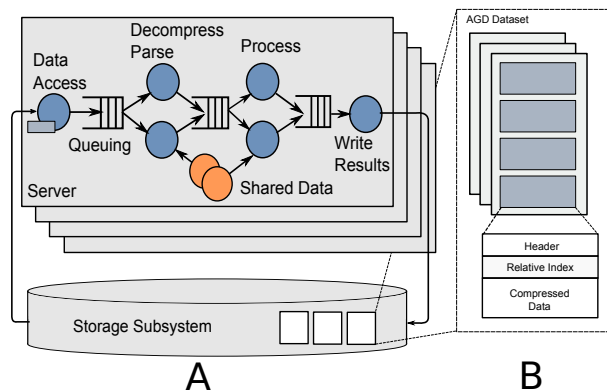 Data
Access
Decompress
Parse
Process
Queuing
Write
Results
Shared Data
Server
Storage Subsystem
A
AGD Dataset
Header
Relative Index
Compressed
Data
B